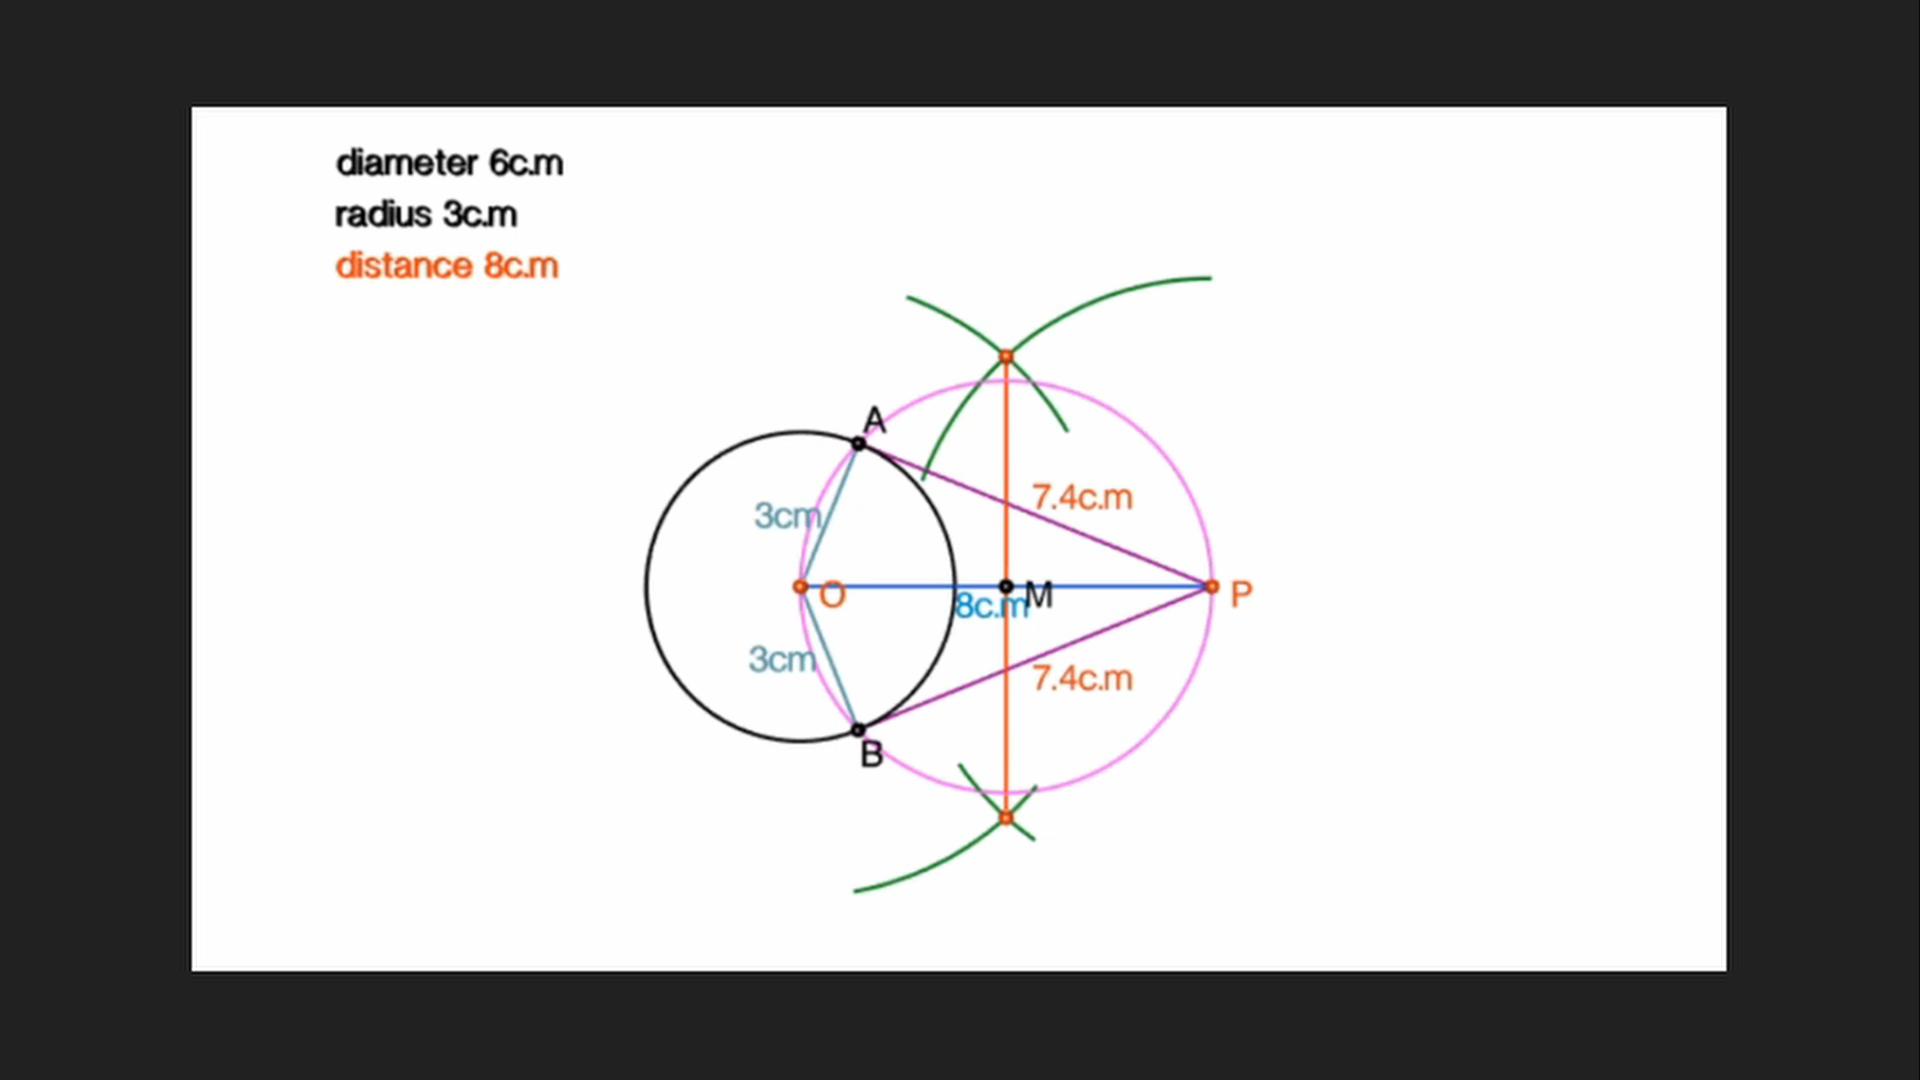 diameter 6c.m
radius 3c.m
distance 8c.m
A
7.4c.m
3cm
O
M
P
8c.m
3cm
7.4c.m
B